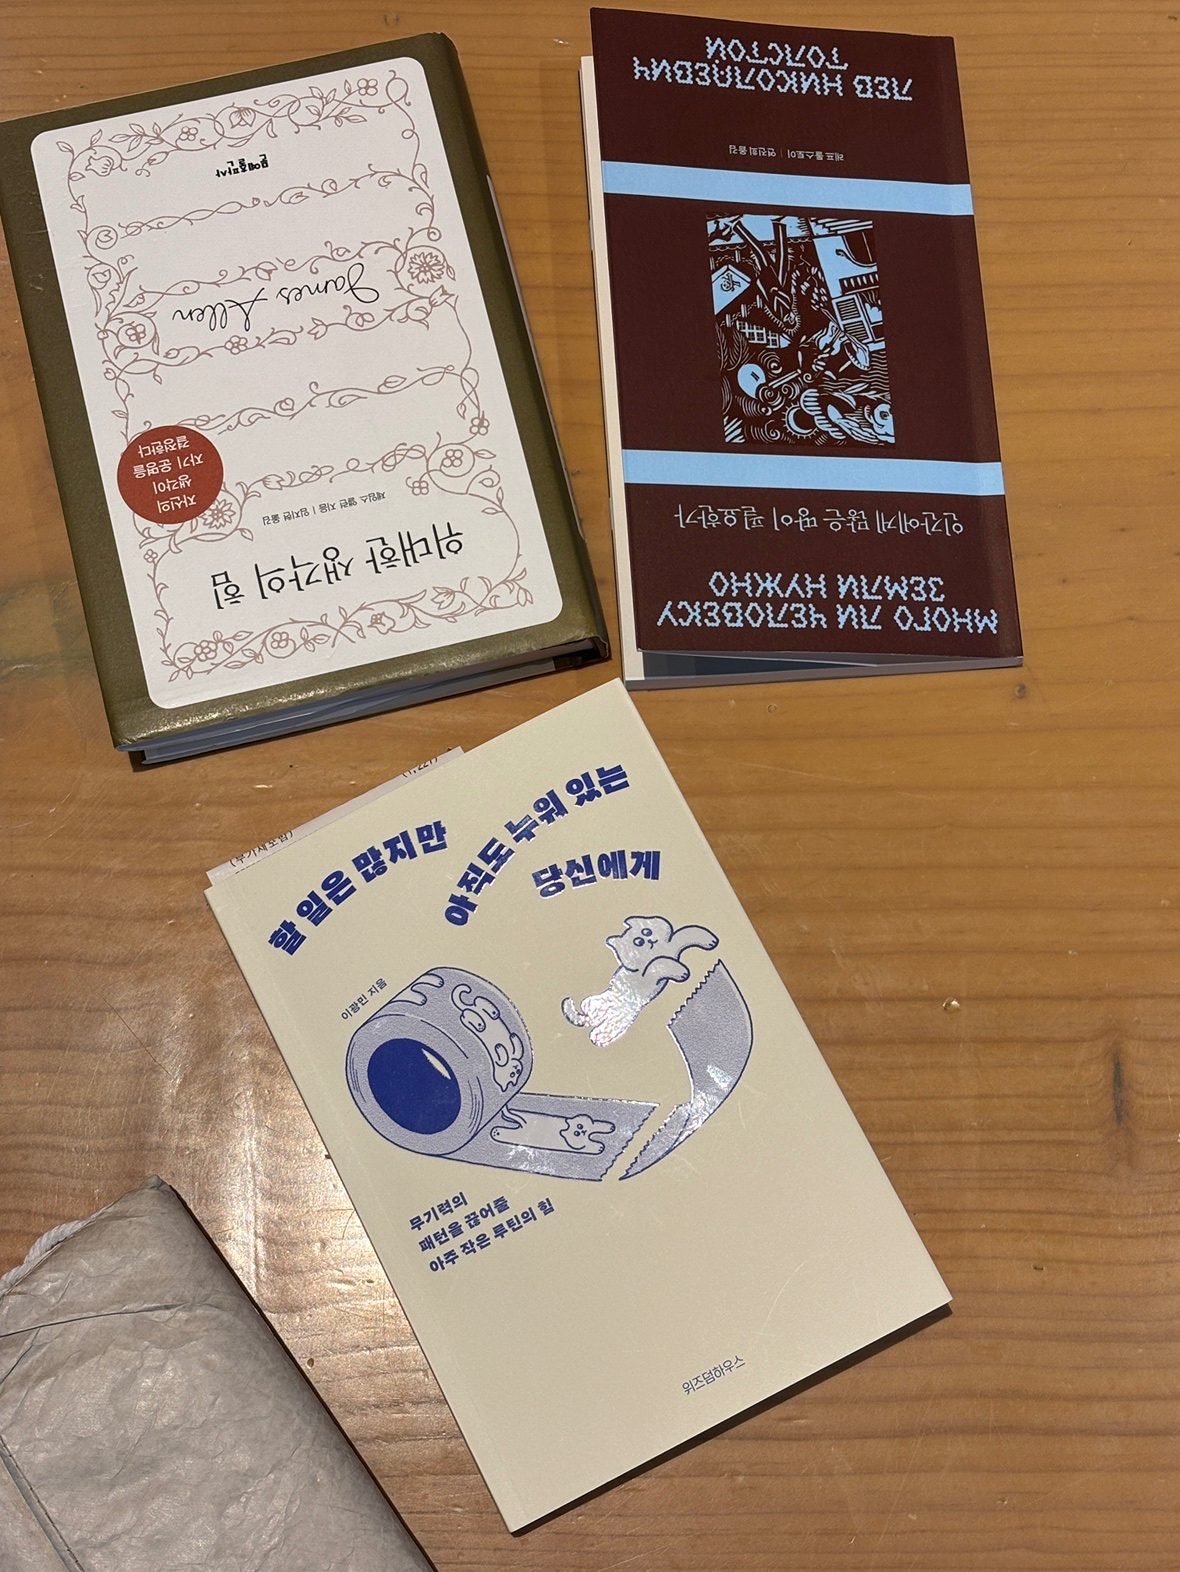 위대한 생각의 힘
제임스 앨런 지음 | 임지현 옮김
자신의
생각이
자기 운명을
결정한다
James Allen
문예출판사
МНОГО ЛИ ЧЕЛОВЕКУ
ЗЕМЛИ НУЖНО
인간에게 많은 땅이 필요한가
레프 톨스토이 | 연진희 옮김
ЛЕВ НИКОЛАЕВИЧ
ТОЛСТОЙ
할 일은 많지만
아직도 누워 있는
당신에게
이광민 지음
무기력의
패턴을 끊어줄
아주 작은 루틴의 힘
위즈덤하우스